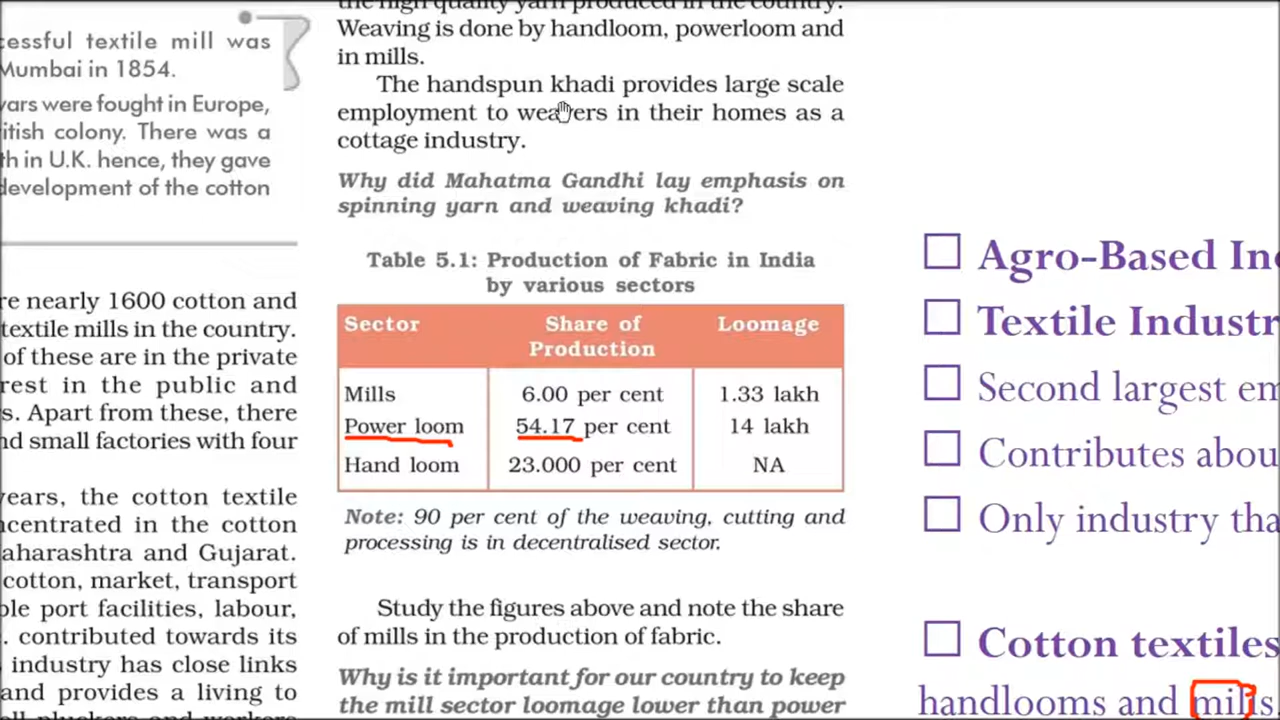 cessful textile mill was
Mumbai in 1854.
ars were fought in Europe,
itish colony. There was a
th in U.K. hence, they gave
development of the cotton
re nearly 1600 cotton and
textile mills in the country.
of these are in the private
rest in the public and
s. Apart from these, there
nd small factories with four
years, the cotton textile
ncentrated in the cotton
aharashtra and Gujarat.
cotton, market, transport
ole port facilities, labour,
. contributed towards its
industry has close links
and provides a living to
the high quality yarn produced in the country.
Weaving is done by handloom, powerloom and
in mills.
The handspun khadi provides large scale
employment to weavers in their homes as a
cottage industry.
Why did Mahatma Gandhi lay emphasis on
spinning yarn and weaving khadi?
Table 5.1: Production of Fabric in India
by various sectors
Sector Share of Production Loomage
Mills 6.00 per cent 1.33 lakh
Power loom 54.17 per cent 14 lakh
Hand loom 23.000 per cent NA
Note: 90 per cent of the weaving, cutting and
processing is in decentralised sector.
Study the figures above and note the share
of mills in the production of fabric.
Why is it important for our country to keep
the mill sector loomage lower than power
Agro-Based In
Textile Industr
Second largest em
Contributes abou
Only industry tha
Cotton textiles
handlooms and mills